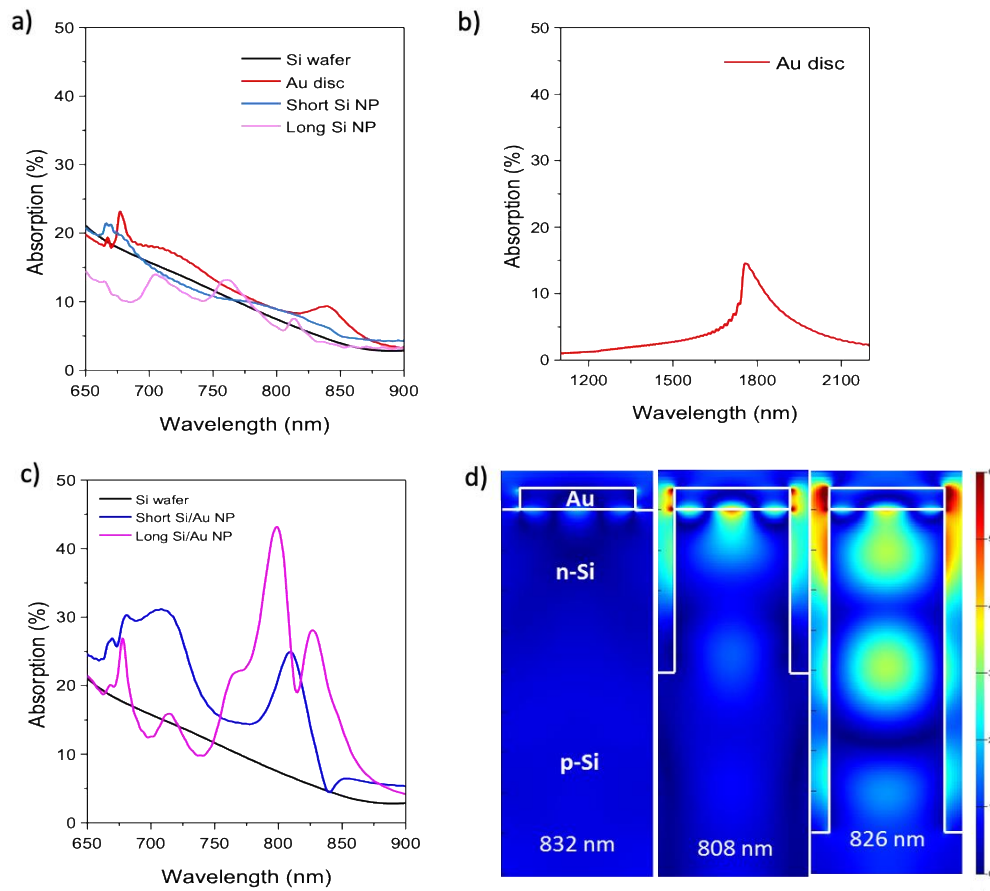 a)
50
40
30
20
10
0
Absorption (%)
Si wafer
Au disc
Short Si NP
Long Si NP
650 700 750 800 850 900
Wavelength (nm)
b)
50
40
30
20
10
0
Absorption (%)
Au disc
1200 1500 1800 2100
Wavelength (nm)
c)
50
40
30
20
10
0
Absorption (%)
Si wafer
Short Si/Au NP
Long Si/Au NP
650 700 750 800 850 900
Wavelength (nm)
d)
Au
n-Si
p-Si
832 nm
808 nm
826 nm